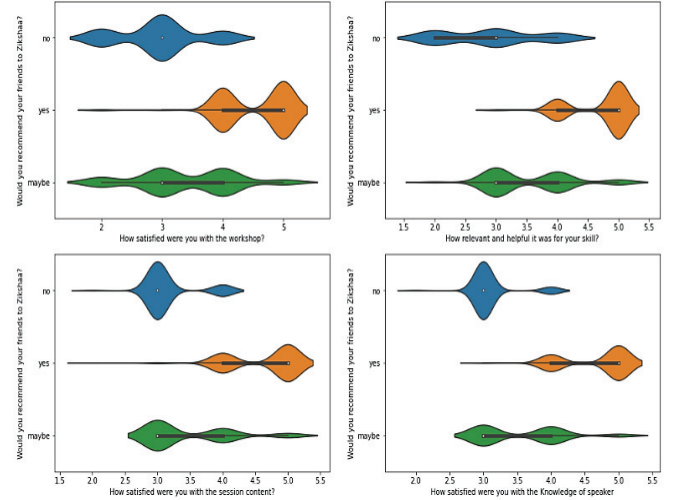 Would you recommend your friends to Zikshaa?
no
yes
maybe
2
3
4
5
How satisfied were you with the workshop?
Would you recommend your friends to Zikshaa?
no
yes
maybe
1.5
2.0
2.5
3.0
3.5
4.0
4.5
5.0
5.5
How relevant and helpful it was for your skill?
Would you recommend your friends to Zikshaa?
no
yes
maybe
1.5
2.0
2.5
3.0
3.5
4.0
4.5
5.0
5.5
How satisfied were you with the session content?
Would you recommend your friends to Zikshaa?
no
yes
maybe
2.0
2.5
3.0
3.5
4.0
4.5
5.0
5.5
How satisfied were you with the Knowledge of speaker